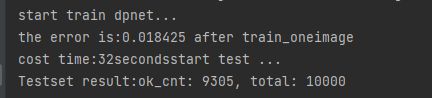 start train dpnet...
the error is:0.018425 after train_oneimage
cost time:32secondsstart test ...
Testset result:ok_cnt: 9305, total: 10000